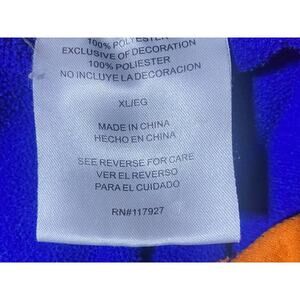 100% POLYESTER
EXCLUSIVE OF DECORATION
100% POLIESTER
NO INCLUYE LA DECORACION
XL/EG
MADE IN CHINA
HECHO EN CHINA
SEE REVERSE FOR CARE
VER EL REVERSO
PARA EL CUIDADO
RN#117927